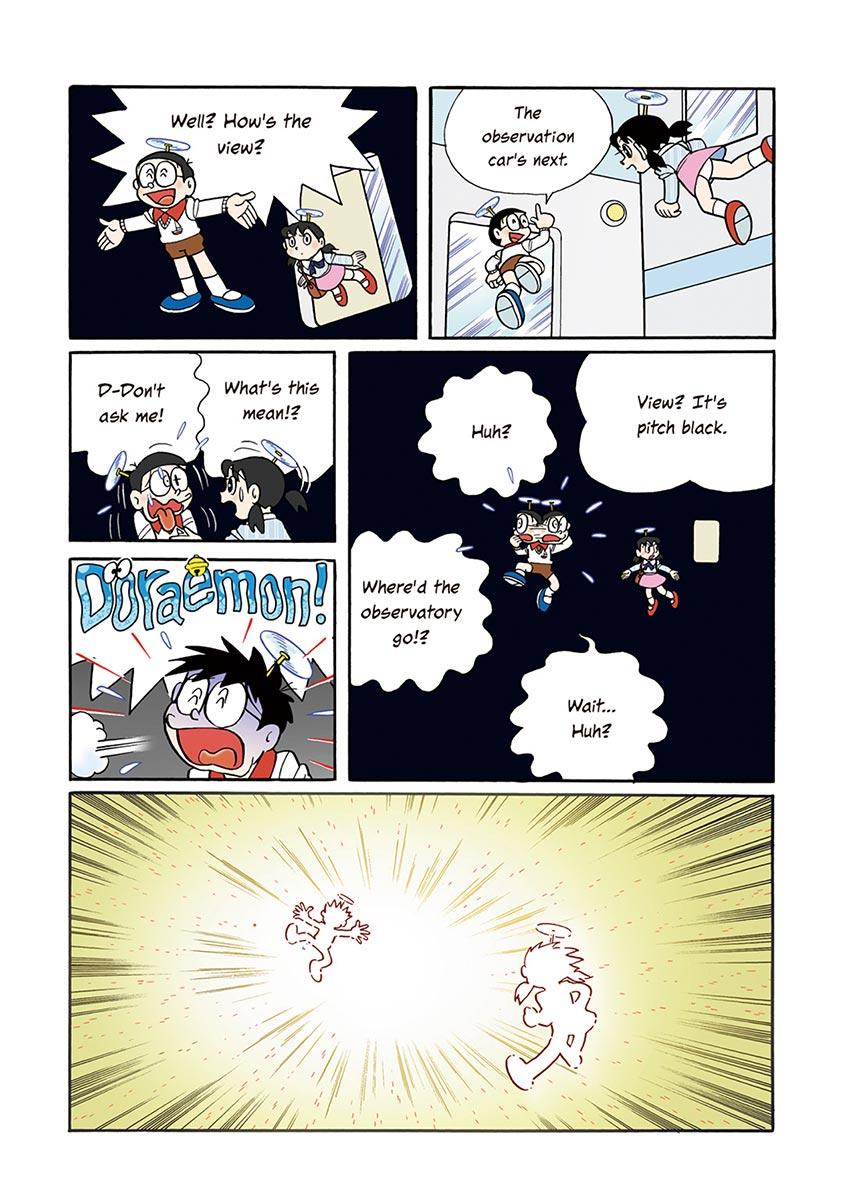 The
observation
car's next.
Well? How's the
view?
View? It's
pitch black.
Huh?
Where'd the
observatory
go!?
Wait...
Huh?
What's this
mean!?
D-Don't
ask me!
Doraemon!